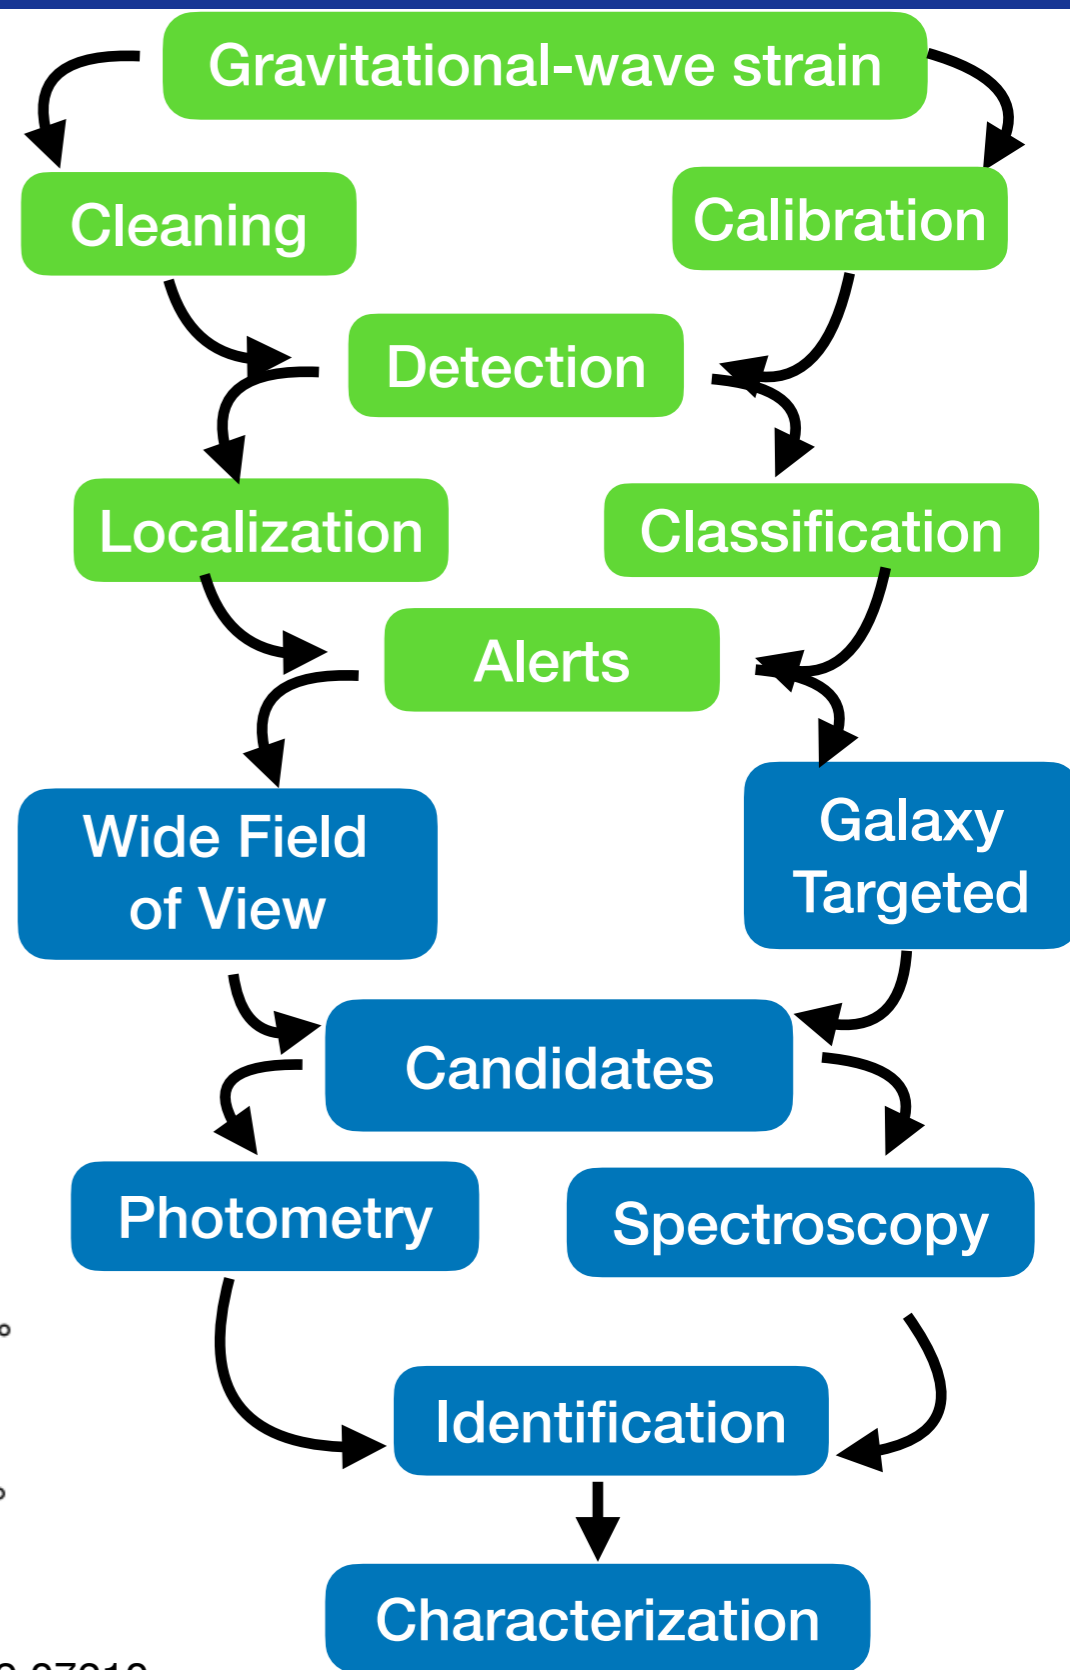 Gravitational-wave strain
Cleaning
Calibration
Detection
Localization
Classification
Alerts
Wide Field
of View
Galaxy
Targeted
Candidates
Photometry
Spectroscopy
°
Identification
°
Characterization